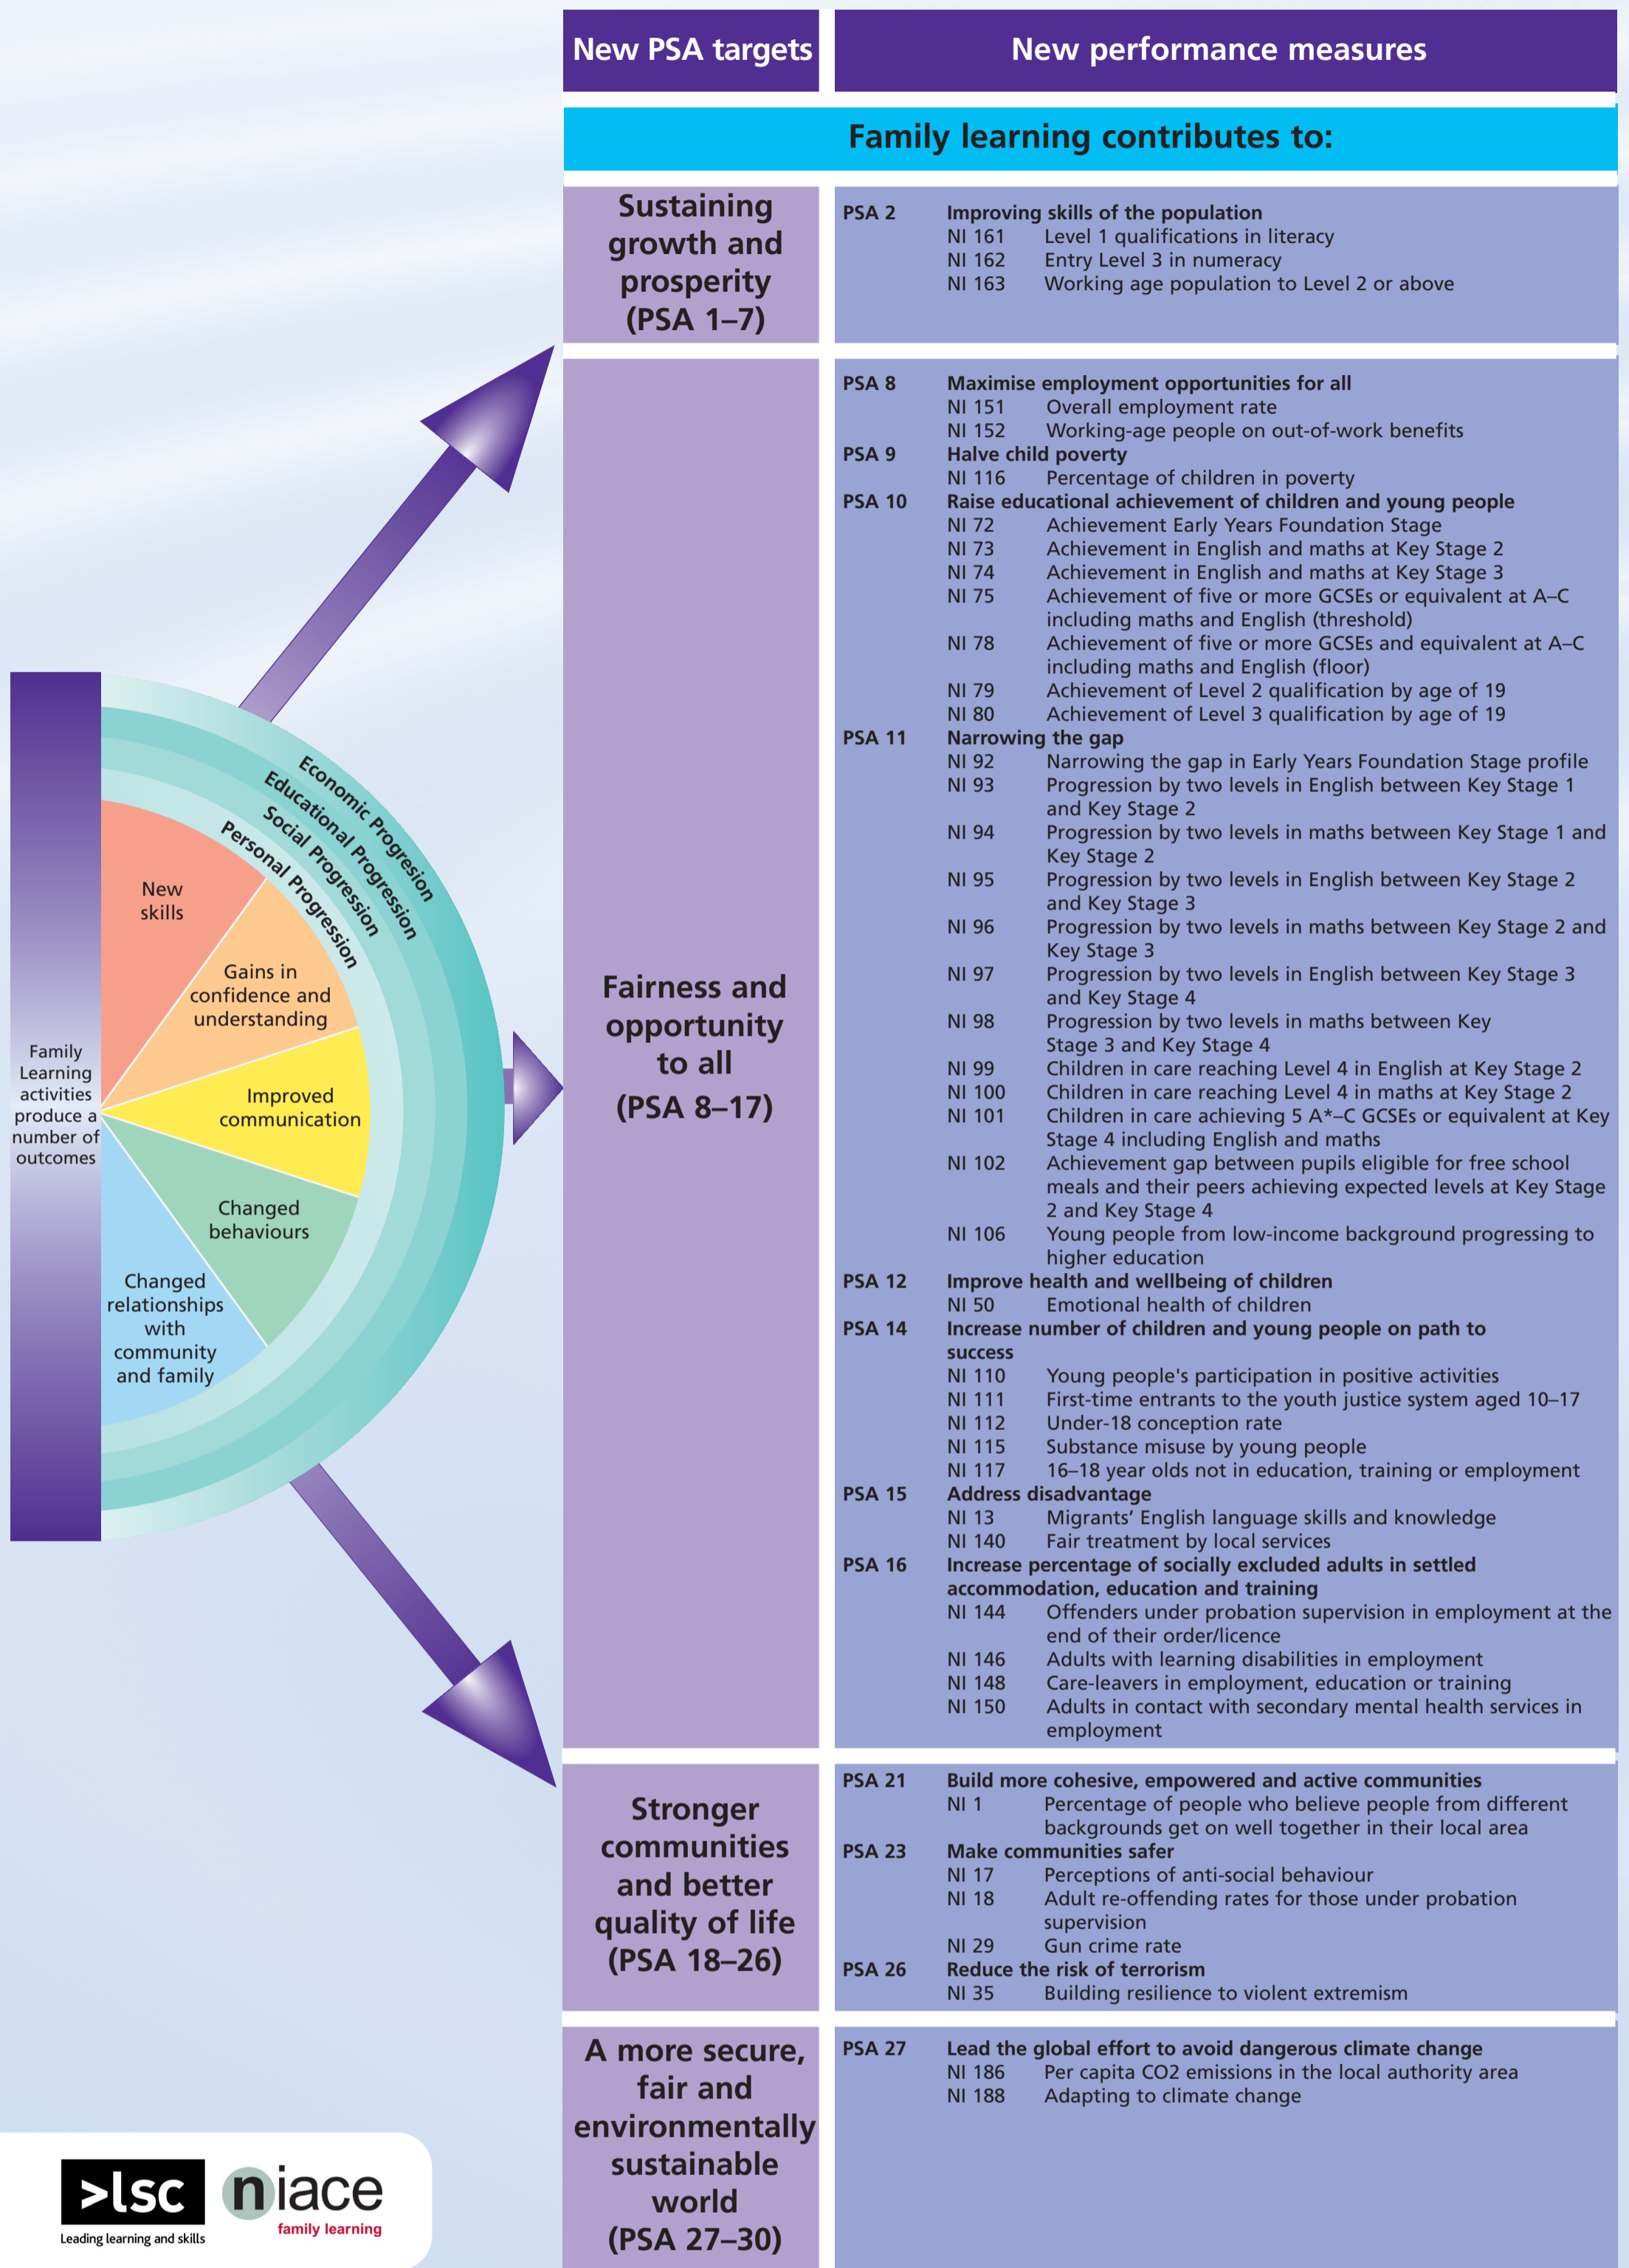 New PSA targets
New performance measures
Family learning contributes to:
Sustaining
growth and
prosperity
(PSA 1–7)
PSA 2 Improving skills of the population
NI 161 Level 1 qualifications in literacy
NI 162 Entry Level 3 in numeracy
NI 163 Working age population to Level 2 or above
Fairness and
opportunity
to all
(PSA 8–17)
PSA 8 Maximise employment opportunities for all
NI 151 Overall employment rate
NI 152 Working-age people on out-of-work benefits
PSA 9 Halve child poverty
NI 116 Percentage of children in poverty
PSA 10 Raise educational achievement of children and young people
NI 72 Achievement Early Years Foundation Stage
NI 73 Achievement in English and maths at Key Stage 2
NI 74 Achievement in English and maths at Key Stage 3
NI 75 Achievement of five or more GCSEs or equivalent at A–C
including maths and English (threshold)
NI 78 Achievement of five or more GCSEs and equivalent at A–C
including maths and English (floor)
NI 79 Achievement of Level 2 qualification by age of 19
NI 80 Achievement of Level 3 qualification by age of 19
PSA 11 Narrowing the gap
NI 92 Narrowing the gap in Early Years Foundation Stage profile
NI 93 Progression by two levels in English between Key Stage 1
and Key Stage 2
NI 94 Progression by two levels in maths between Key Stage 1 and
Key Stage 2
NI 95 Progression by two levels in English between Key Stage 2
and Key Stage 3
NI 96 Progression by two levels in maths between Key Stage 2 and
Key Stage 3
NI 97 Progression by two levels in English between Key Stage 3
and Key Stage 4
NI 98 Progression by two levels in maths between Key
Stage 3 and Key Stage 4
NI 99 Children in care reaching Level 4 in English at Key Stage 2
NI 100 Children in care reaching Level 4 in maths at Key Stage 2
NI 101 Children in care achieving 5 A*–C GCSEs or equivalent at Key
Stage 4 including English and maths
NI 102 Achievement gap between pupils eligible for free school
meals and their peers achieving expected levels at Key Stage
2 and Key Stage 4
NI 106 Young people from low-income background progressing to
higher education
PSA 12 Improve health and wellbeing of children
NI 50 Emotional health of children
PSA 14 Increase number of children and young people on path to
success
NI 110 Young people's participation in positive activities
NI 111 First-time entrants to the youth justice system aged 10–17
NI 112 Under-18 conception rate
NI 115 Substance misuse by young people
NI 117 16–18 year olds not in education, training or employment
PSA 15 Address disadvantage
NI 13 Migrants’ English language skills and knowledge
NI 140 Fair treatment by local services
PSA 16 Increase percentage of socially excluded adults in settled
accommodation, education and training
NI 144 Offenders under probation supervision in employment at the
end of their order/licence
NI 146 Adults with learning disabilities in employment
NI 148 Care-leavers in employment, education or training
NI 150 Adults in contact with secondary mental health services in
employment
Stronger
communities
and better
quality of life
(PSA 18–26)
PSA 21 Build more cohesive, empowered and active communities
NI 1 Percentage of people who believe people from different
backgrounds get on well together in their local area
PSA 23 Make communities safer
NI 17 Perceptions of anti-social behaviour
NI 18 Adult re-offending rates for those under probation
supervision
NI 29 Gun crime rate
PSA 26 Reduce the risk of terrorism
NI 35 Building resilience to violent extremism
A more secure,
fair and
environmentally
sustainable
world
(PSA 27–30)
PSA 27 Lead the global effort to avoid dangerous climate change
NI 186 Per capita CO2 emissions in the local authority area
NI 188 Adapting to climate change
Family
Learning
activities
produce a
number of
outcomes
Economic Progresion
Educational Progression
Social Progression
Personal Progression
New
skills
Gains in
confidence and
understanding
Improved
communication
Changed
behaviours
Changed
relationships
with
community
and family
>lsc
Leading learning and skills
niace
family learning